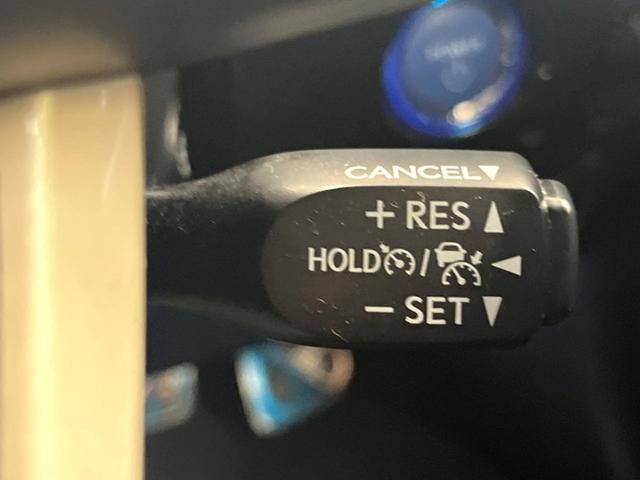 CANCEL▼
+ RES ▲
HOLD / ◀
− SET ▼